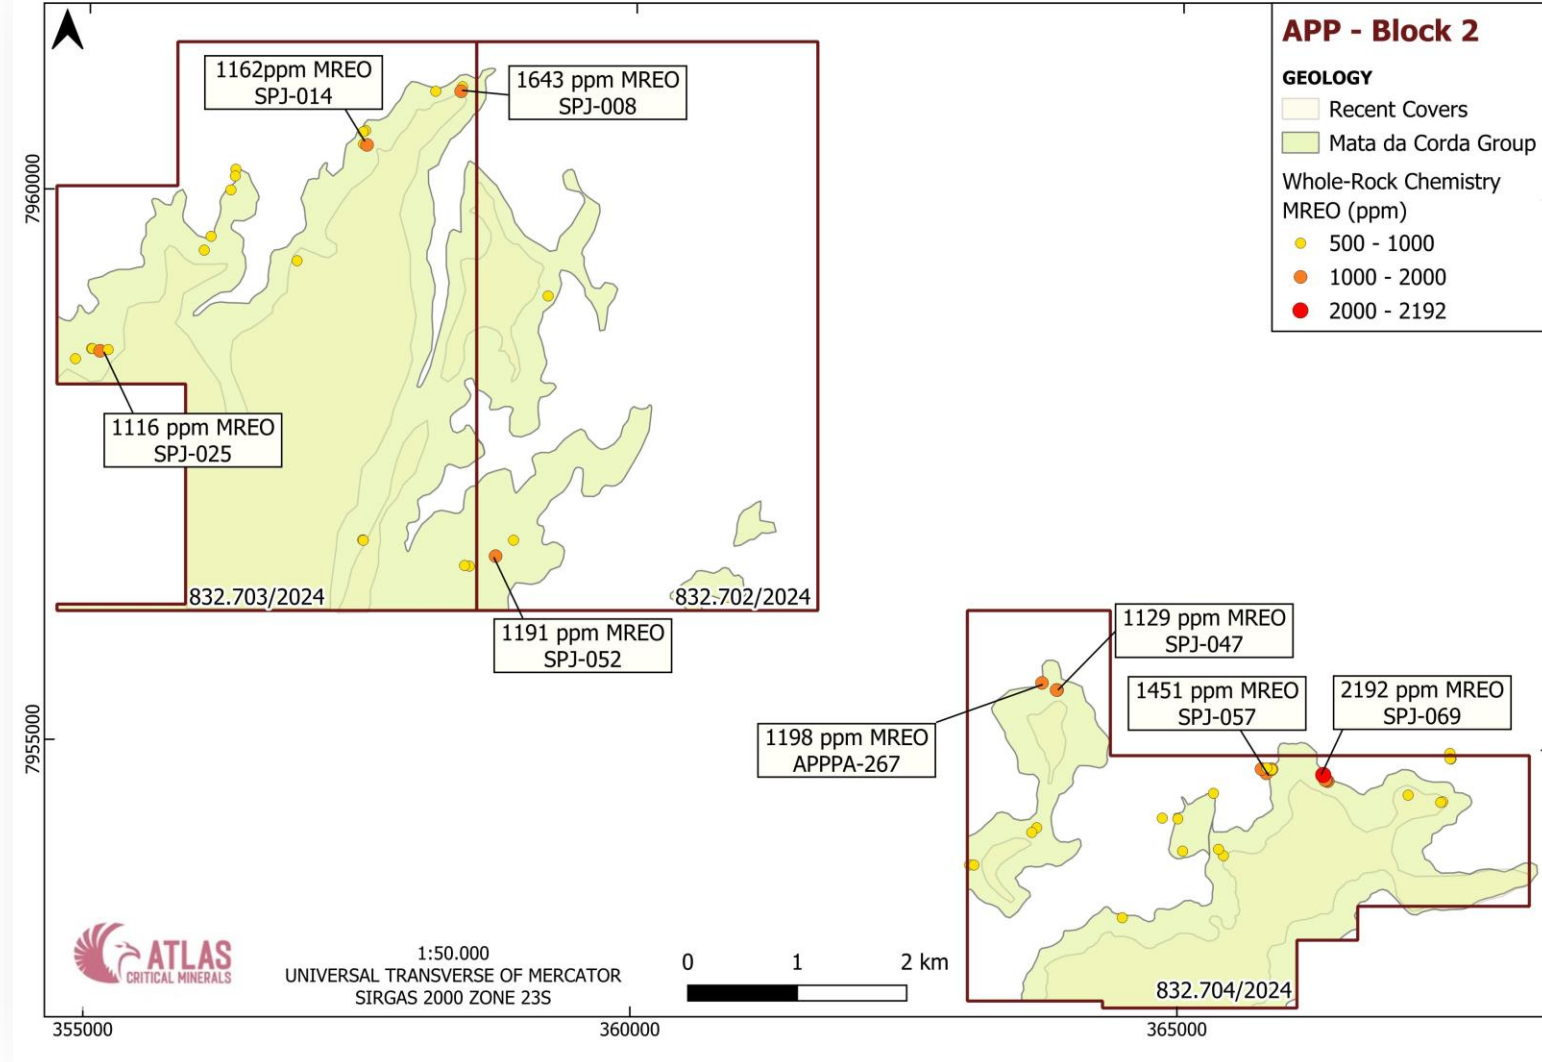 APP - Block 2
GEOLOGY
Recent Covers
Mata da Corda Group
Whole-Rock Chemistry
MREO (ppm)
500 - 1000
1000 - 2000
2000 - 2192
1162ppm MREO
SPJ-014
1643 ppm MREO
SPJ-008
7960000
1116 ppm MREO
SPJ-025
832.703/2024
832.702/2024
1191 ppm MREO
SPJ-052
1129 ppm MREO
SPJ-047
1451 ppm MREO
SPJ-057
2192 ppm MREO
SPJ-069
1198 ppm MREO
APPPA-267
7955000
ATLAS
CRITICAL MINERALS
1:50.000
UNIVERSAL TRANSVERSE OF MERCATOR
SIRGAS 2000 ZONE 23S
0 1 2 km
832.704/2024
355000 360000 365000